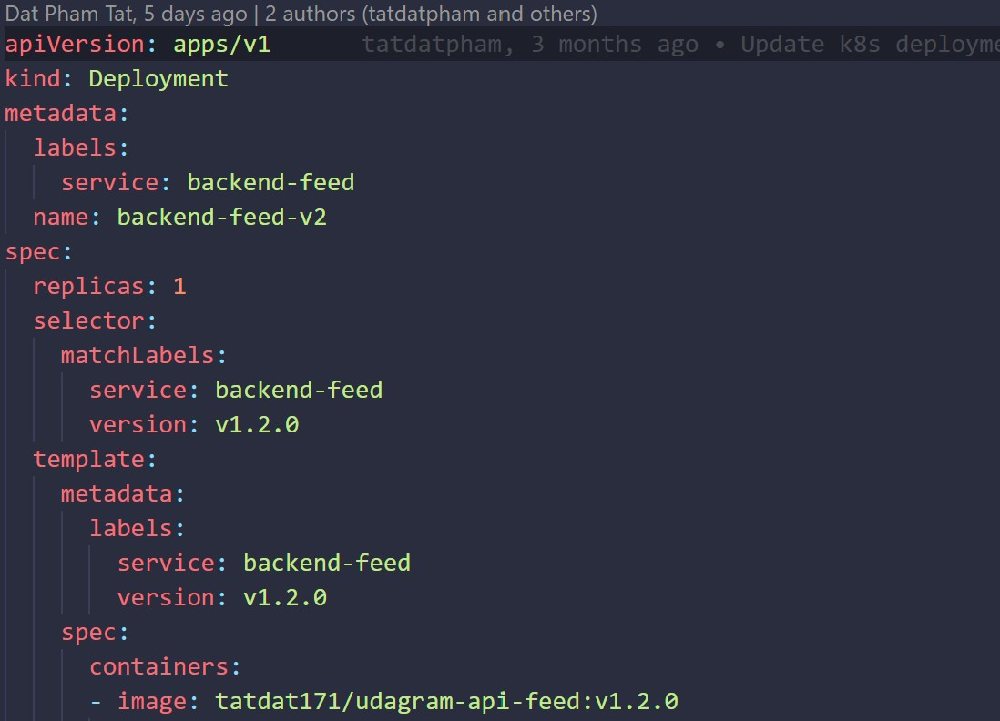 Dat Pham Tat, 5 days ago | 2 authors (tatdatpham and others)
apiVersion: apps/v1 tatdatpham, 3 months ago • Update k8s
kind: Deployment
metadata:
  labels:
    service: backend-feed
  name: backend-feed-v2
spec:
  replicas: 1
  selector:
    matchLabels:
      service: backend-feed
      version: v1.2.0
  template:
    metadata:
      labels:
        service: backend-feed
        version: v1.2.0
    spec:
      containers:
      - image: tatdat171/udagram-api-feed:v1.2.0